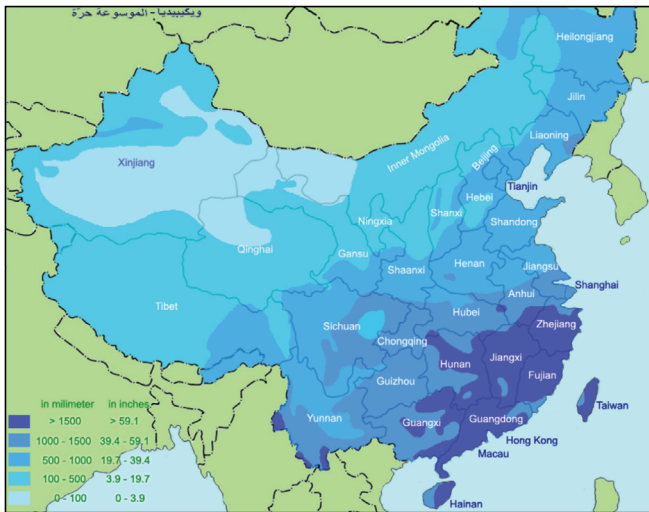 ويكيبيديا - الموسوعة حرّة
Heilongjiang
Jilin
Liaoning
Inner Mongolia
Beijing
Xinjiang
Tianjin
Hebei
Shanxi
Shandong
Ningxia
Qinghai
Gansu
Shaanxi
Henan
Jiangsu
Shanghai
Anhui
Tibet
Hubei
Zhejiang
Sichuan
Chongqing
Hunan
Jiangxi
Fujian
Guizhou
Yunnan
Guangxi
Guangdong
Taiwan
Hong Kong
Macau
Hainan
in milimeter in inches
> 1500 > 59.1
1000 - 1500 39.4 - 59.1
500 - 1000 19.7 - 39.4
100 - 500 3.9 - 19.7
0 - 100 0 - 3.9